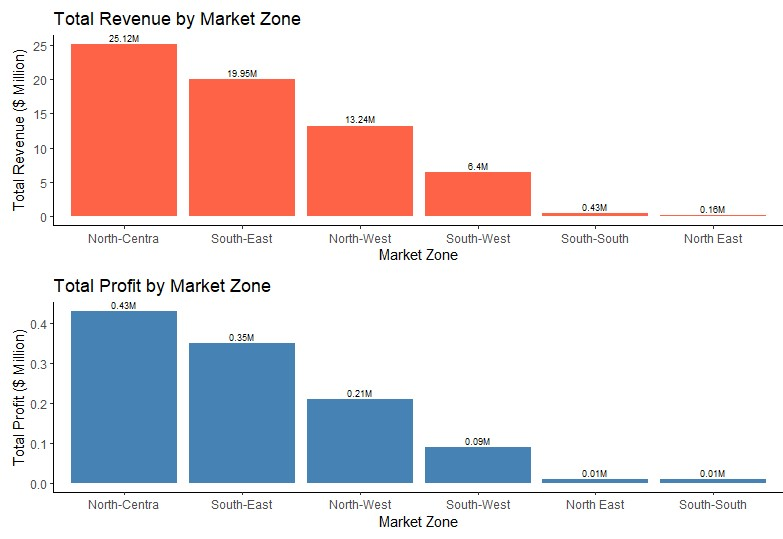 Total Revenue by Market Zone
Total Revenue ($ Million)
25
20
15
10
5
0
25.12M
19.95M
13.24M
6.4M
0.43M
0.16M
North-Centra South-East North-West South-West South-South North East
Market Zone
Total Profit by Market Zone
Total Profit ($ Million)
0.4
0.3
0.2
0.1
0.0
0.43M
0.35M
0.21M
0.09M
0.01M
0.01M
North-Centra South-East North-West South-West North East South-South
Market Zone